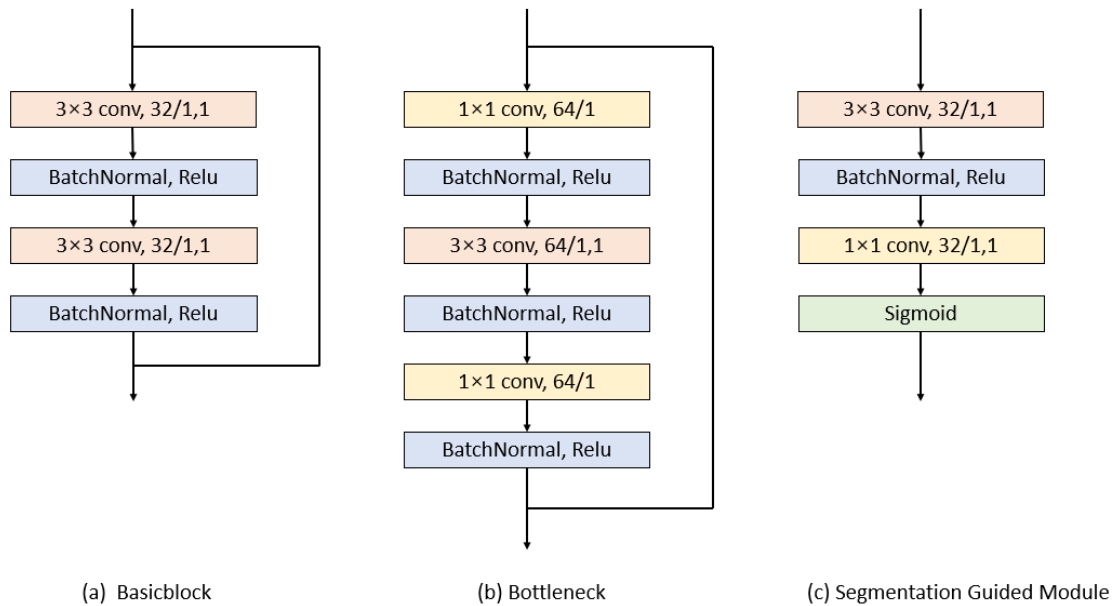 3×3 conv, 32/1,1
BatchNormal, Relu
3×3 conv, 32/1,1
BatchNormal, Relu
(a) Basicblock
1×1 conv, 64/1
BatchNormal, Relu
3×3 conv, 64/1,1
BatchNormal, Relu
1×1 conv, 64/1
BatchNormal, Relu
(b) Bottleneck
3×3 conv, 32/1,1
BatchNormal, Relu
1×1 conv, 32/1,1
Sigmoid
(c) Segmentation Guided Module